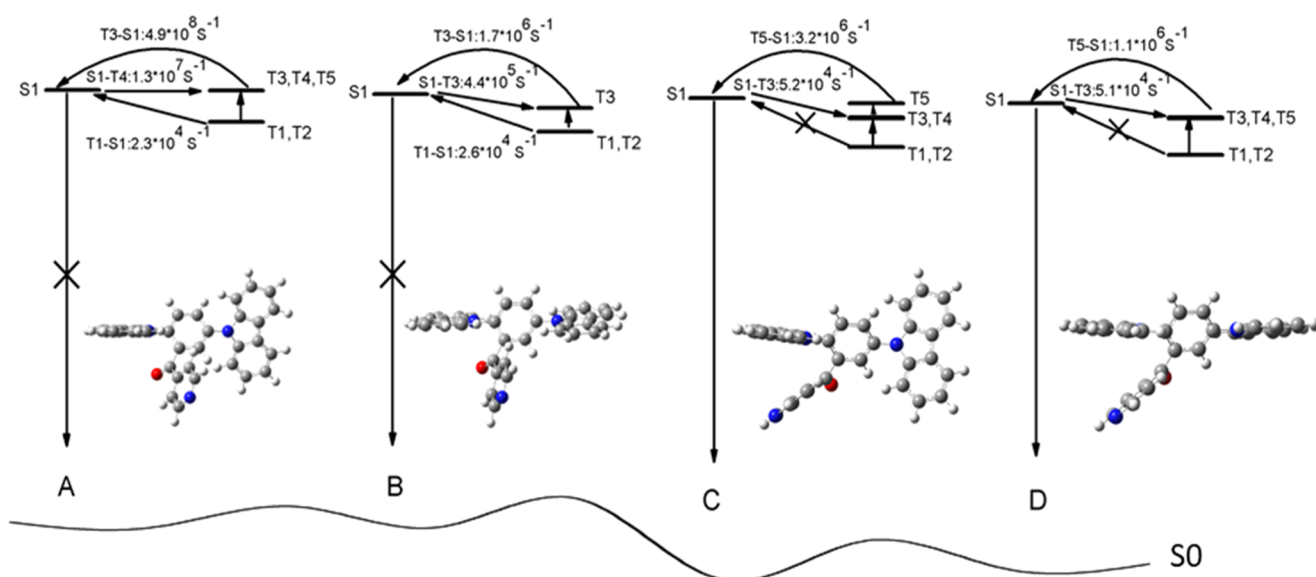 T3-S1:4.9*10^8 S^-1
S1-T4:1.3*10^7 S^-1
S1
T3,T4,T5
T1,T2
T1-S1:2.3*10^4 S^-1
A
T3-S1:1.7*10^6 S^-1
S1-T3:4.4*10^5 S^-1
S1
T3
T1,T2
T1-S1:2.6*10^4 S^-1
B
T5-S1:3.2*10^6 S^-1
S1-T3:5.2*10^4 S^-1
S1
T5
T3,T4
T1,T2
C
T5-S1:1.1*10^6 S^-1
S1-T3:5.1*10^4 S^-1
S1
T3,T4,T5
T1,T2
D
S0